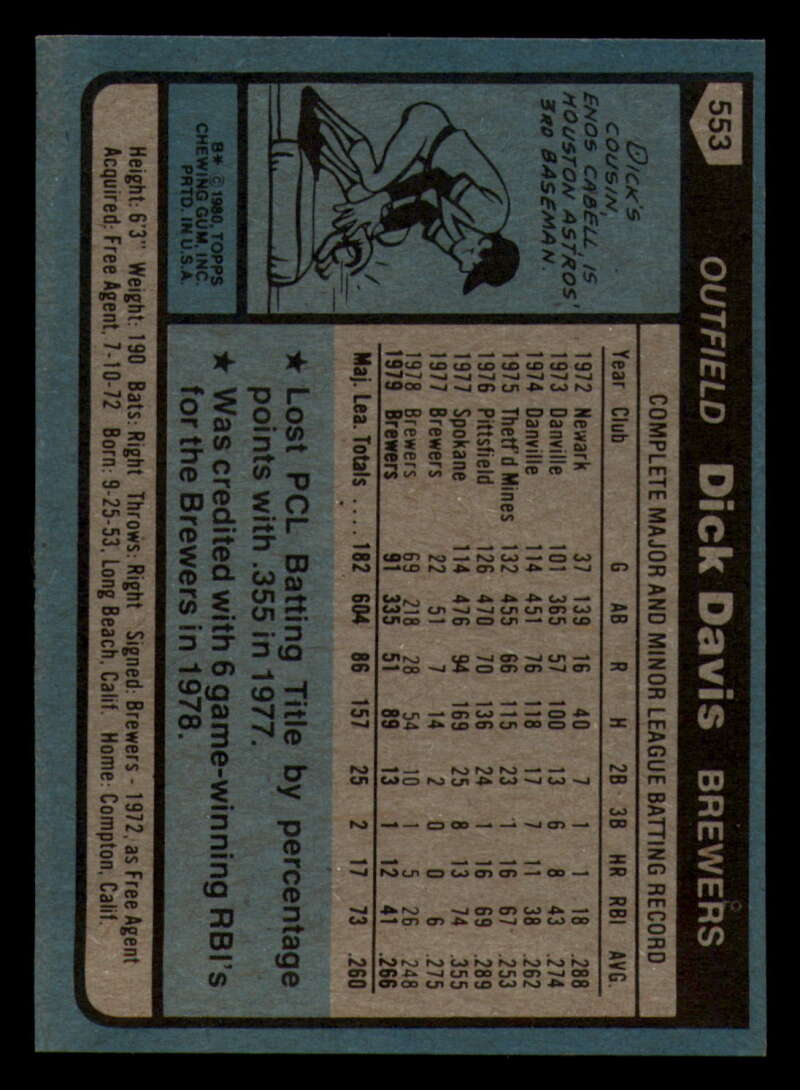 553
OUTFIELD Dick Davis BREWERS
DICK'S
COUSIN,
ENOS CABELL IS
HOUSTON ASTROS'
3RD BASEMAN.
B* © 1980, TOPPS
CHEWING GUM, INC.
PRTD. IN U.S.A.
COMPLETE MAJOR AND MINOR LEAGUE BATTING RECORD
Year Club G AB R H 2B 3B HR RBI AVG.
1972 Newark 37 139 16 40 7 1 1 18 .288
1973 Danville 101 365 57 100 13 6 8 43 .274
1974 Danville 114 451 76 118 17 7 11 38 .262
1975 Thetf'd Mines 132 455 66 115 23 1 16 67 .253
1976 Pittsfield 126 470 70 136 24 1 16 69 .289
1977 Spokane 114 476 94 169 25 8 13 74 .355
1977 Brewers 22 51 7 14 2 0 0 6 .275
1978 Brewers 69 218 28 54 10 1 5 26 .248
1979 Brewers 91 335 51 89 13 1 12 41 .266
Maj. Lea. Totals .... 182 604 86 157 25 2 17 73 .260
★ Lost PCL Batting Title by percentage
points with .355 in 1977.
★ Was credited with 6 game-winning RBI's
for the Brewers in 1978.
Height: 6'3" Weight: 190 Bats: Right Throws: Right Signed: Brewers - 1972, as Free Agent
Acquired: Free Agent, 7-10-72 Born: 9-25-53, Long Beach, Calif. Home: Compton, Calif.